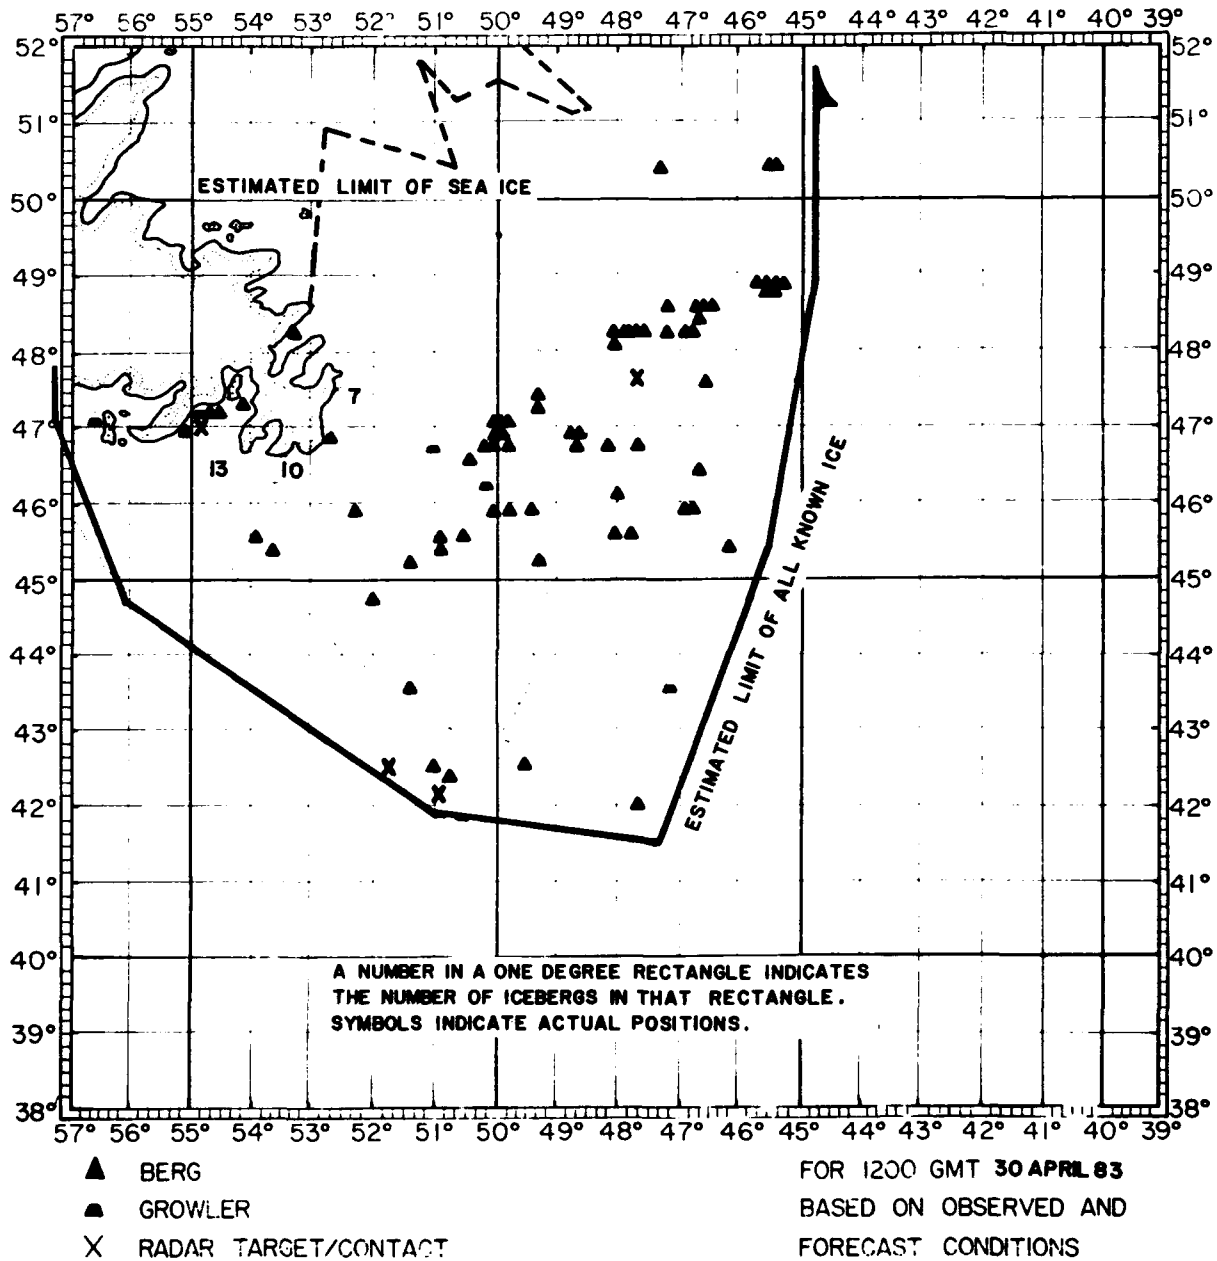 57° 56° 55° 54° 53° 52° 51° 50° 49° 48° 47° 46° 45° 44° 43° 42° 41° 40° 39°
52° 52°
51° 51°
ESTIMATED LIMIT OF SEA ICE
50° 50°
49° 49°
48° 48°
7
47° 47°
13 10
46° 46°
45° 45°
ESTIMATED LIMIT OF ALL KNOWN ICE
44° 44°
43° 43°
42° 42°
41° 41°
40° 40°
A NUMBER IN A ONE DEGREE RECTANGLE INDICATES
THE NUMBER OF ICEBERGS IN THAT RECTANGLE.
SYMBOLS INDICATE ACTUAL POSITIONS.
39° 39°
38° 38°
57° 56° 55° 54° 53° 52° 51° 50° 49° 48° 47° 46° 45° 44° 43° 42° 41° 40° 39°
BERG
GROWLER
RADAR TARGET/CONTACT
FOR 1200 GMT 30 APRIL 83
BASED ON OBSERVED AND
FORECAST CONDITIONS